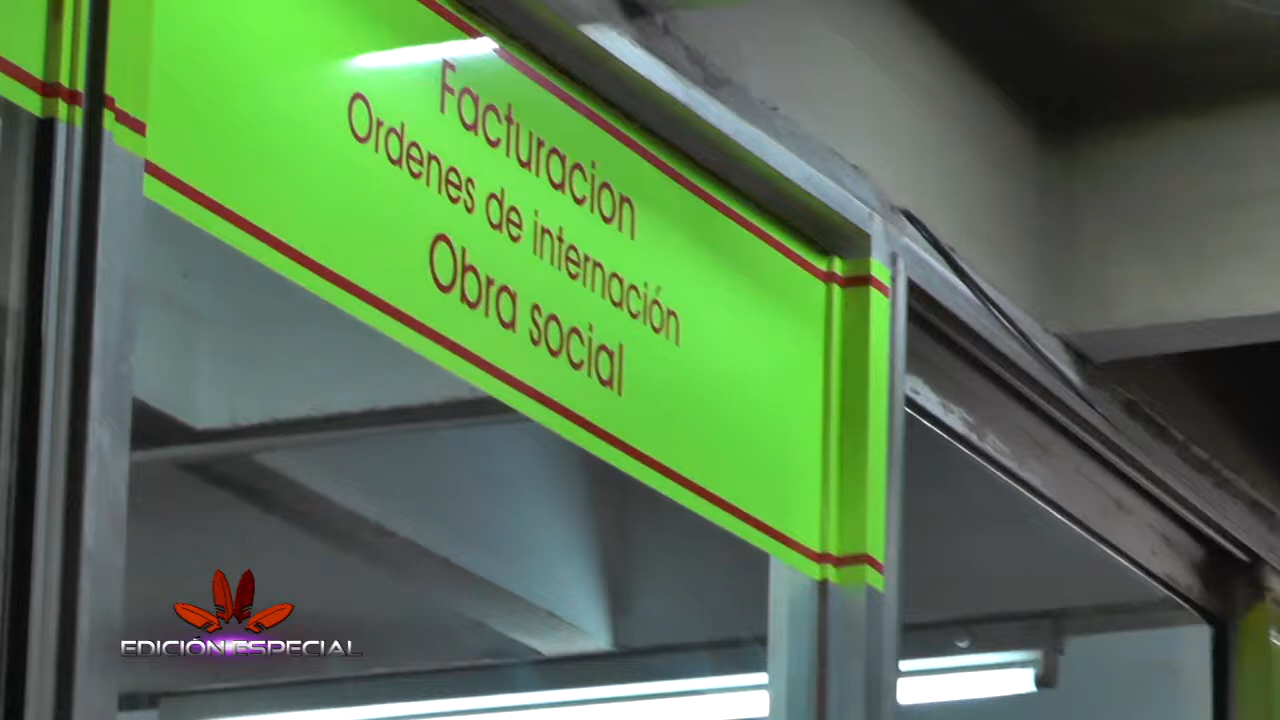 Facturacion
Ordenes de internación
Obra social
EDICIÓN ESPECIAL